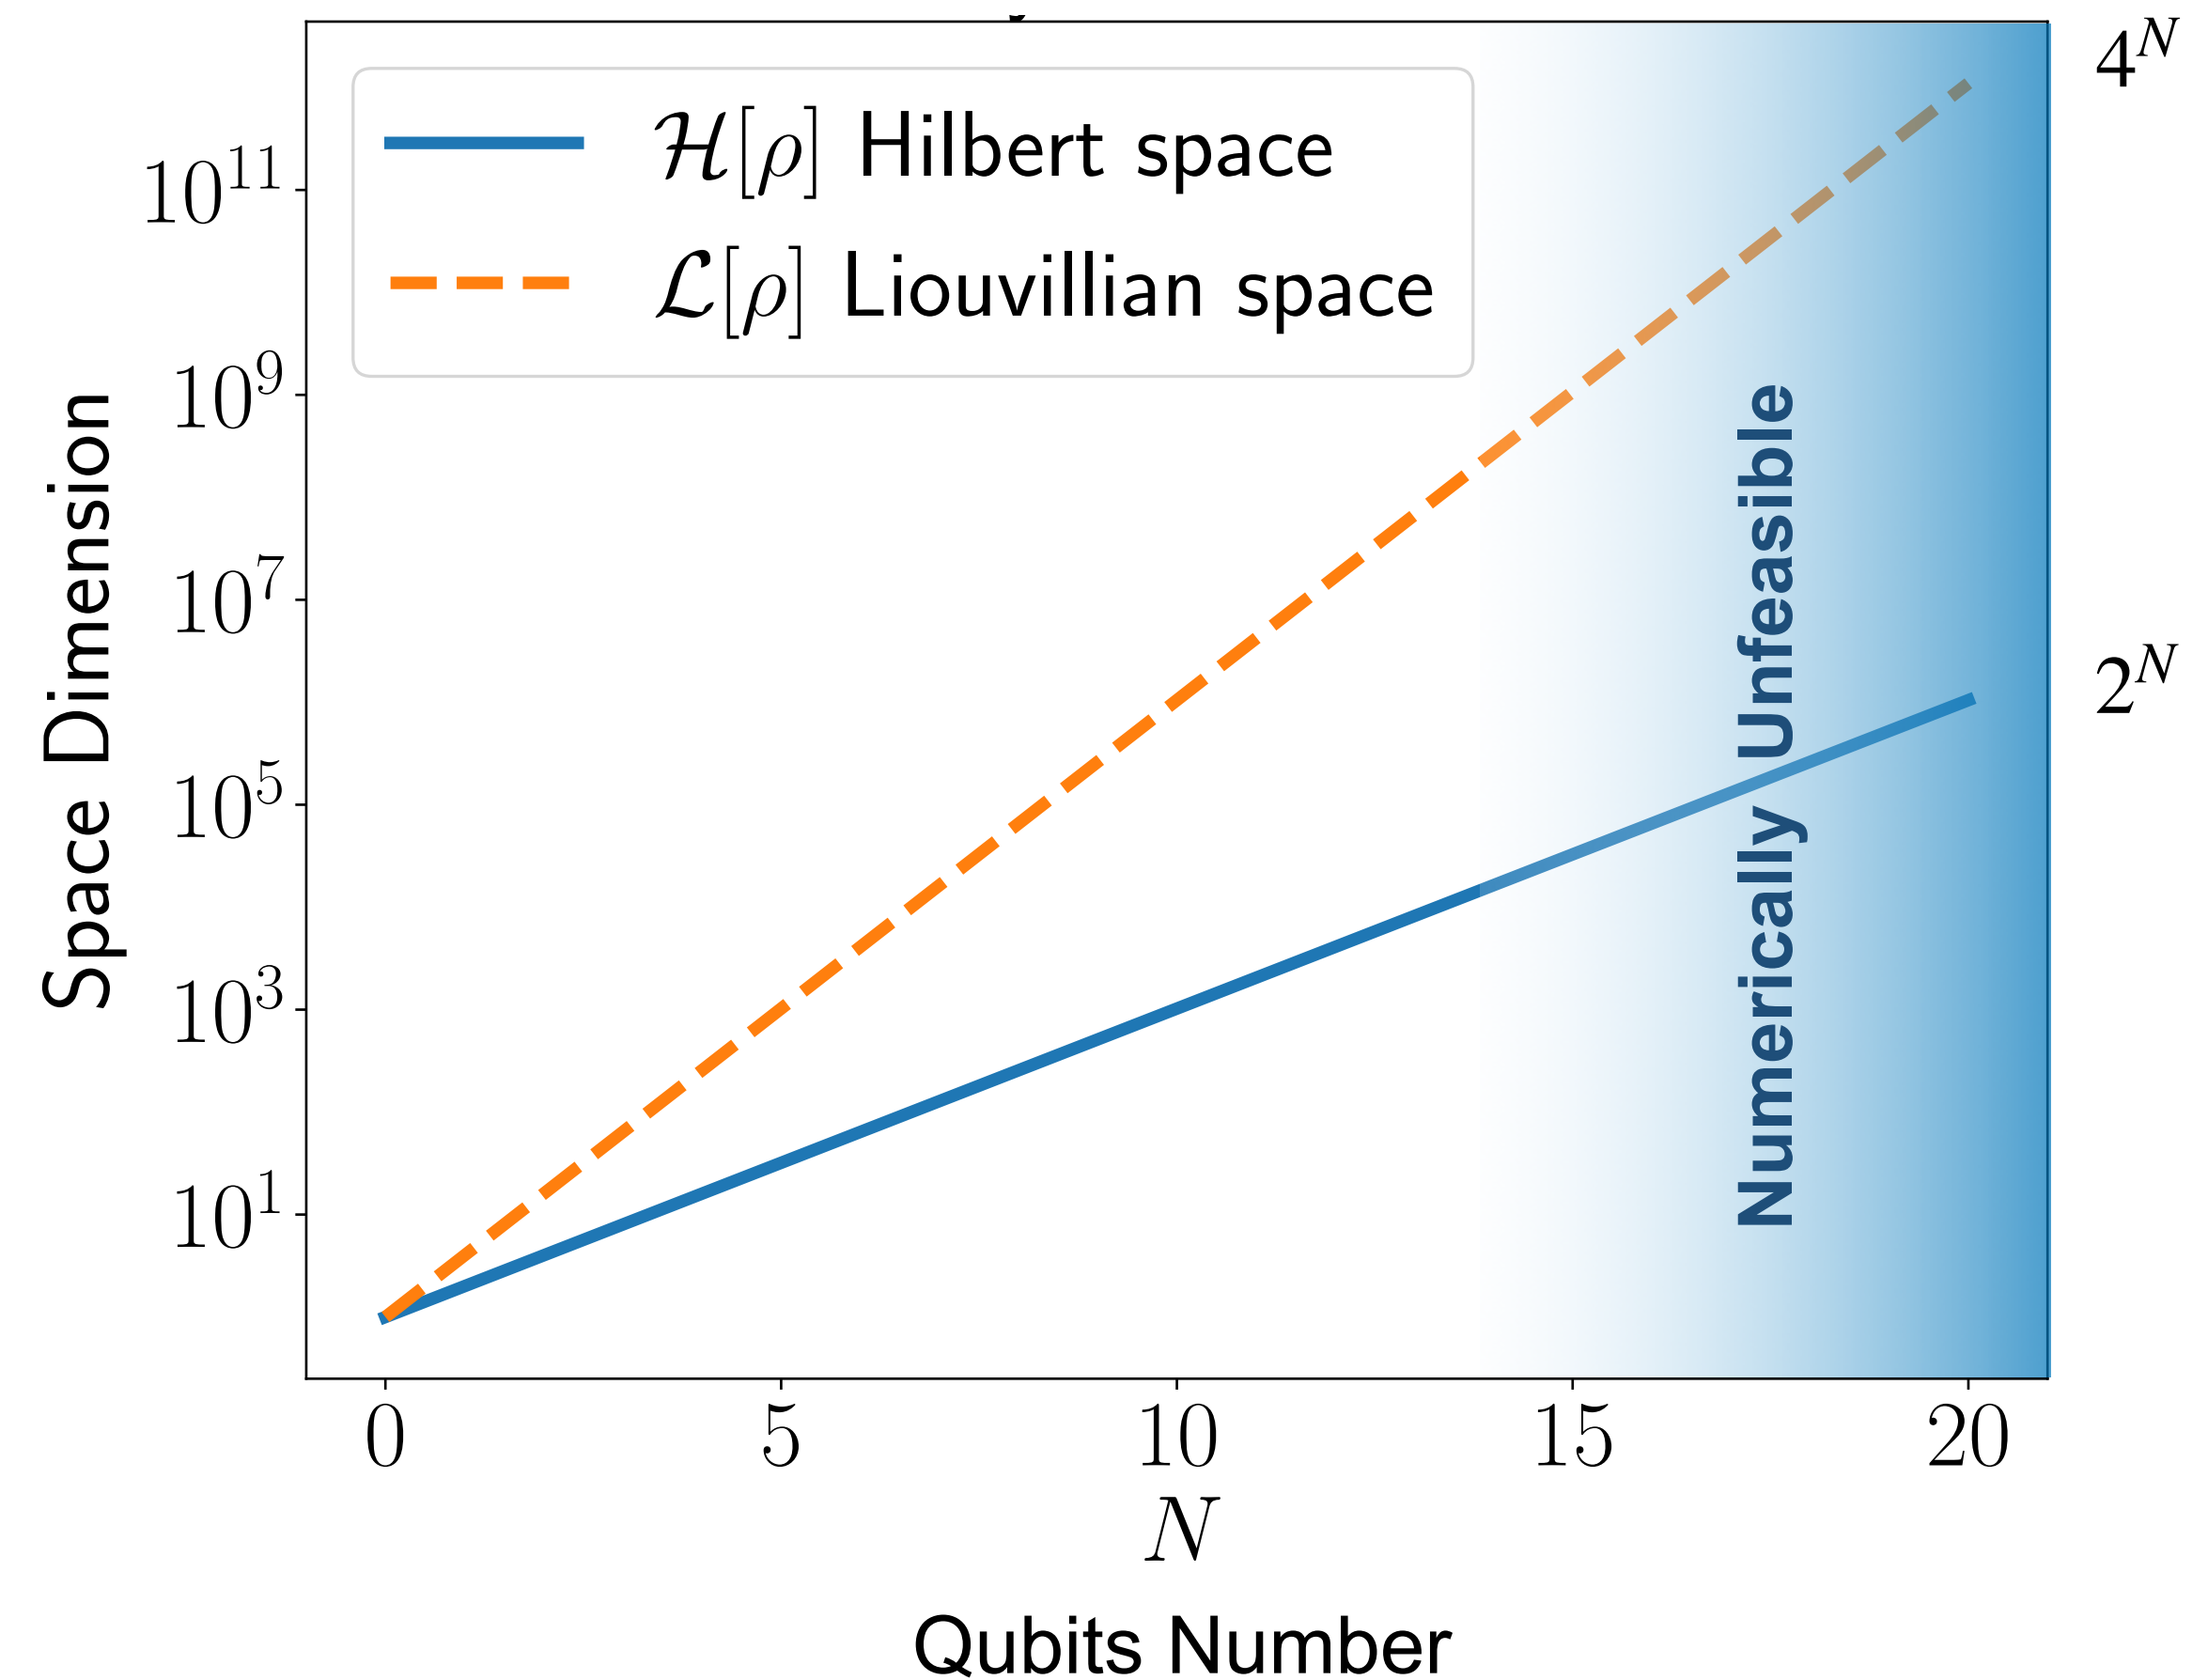 4^N
ℋ[ρ] Hilbert space
ℒ[ρ] Liouvillian space
10^11
10^9
10^7
10^5
10^3
10^1
Space Dimension
Numerically Unfeasible
2^N
0 5 10 15 20
N
Qubits Number